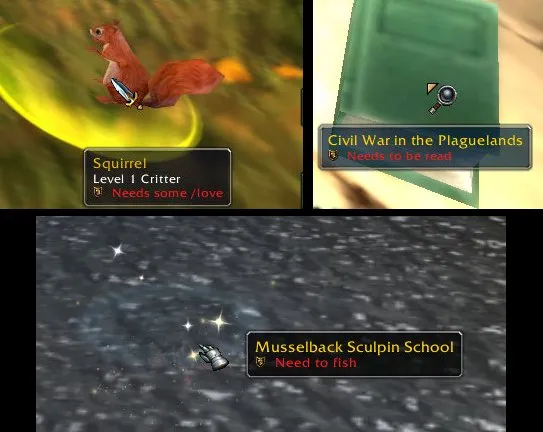 Squirrel
Level 1 Critter
Needs some /love
Civil War in the Plaguelands
Needs to be read
Musselback Sculpin School
Need to fish